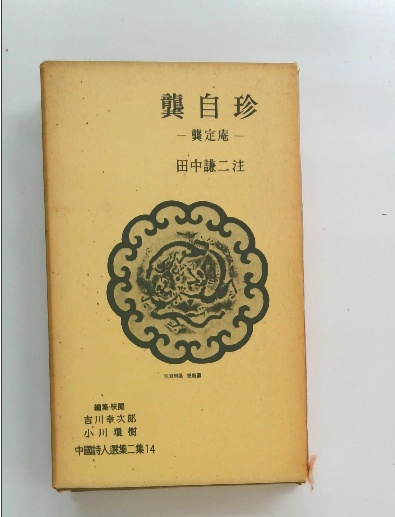 龔自珍
—龔定庵—
田中謙二注
編集・校閲
吉川幸次郎
小川環樹
中國詩人選集二集14